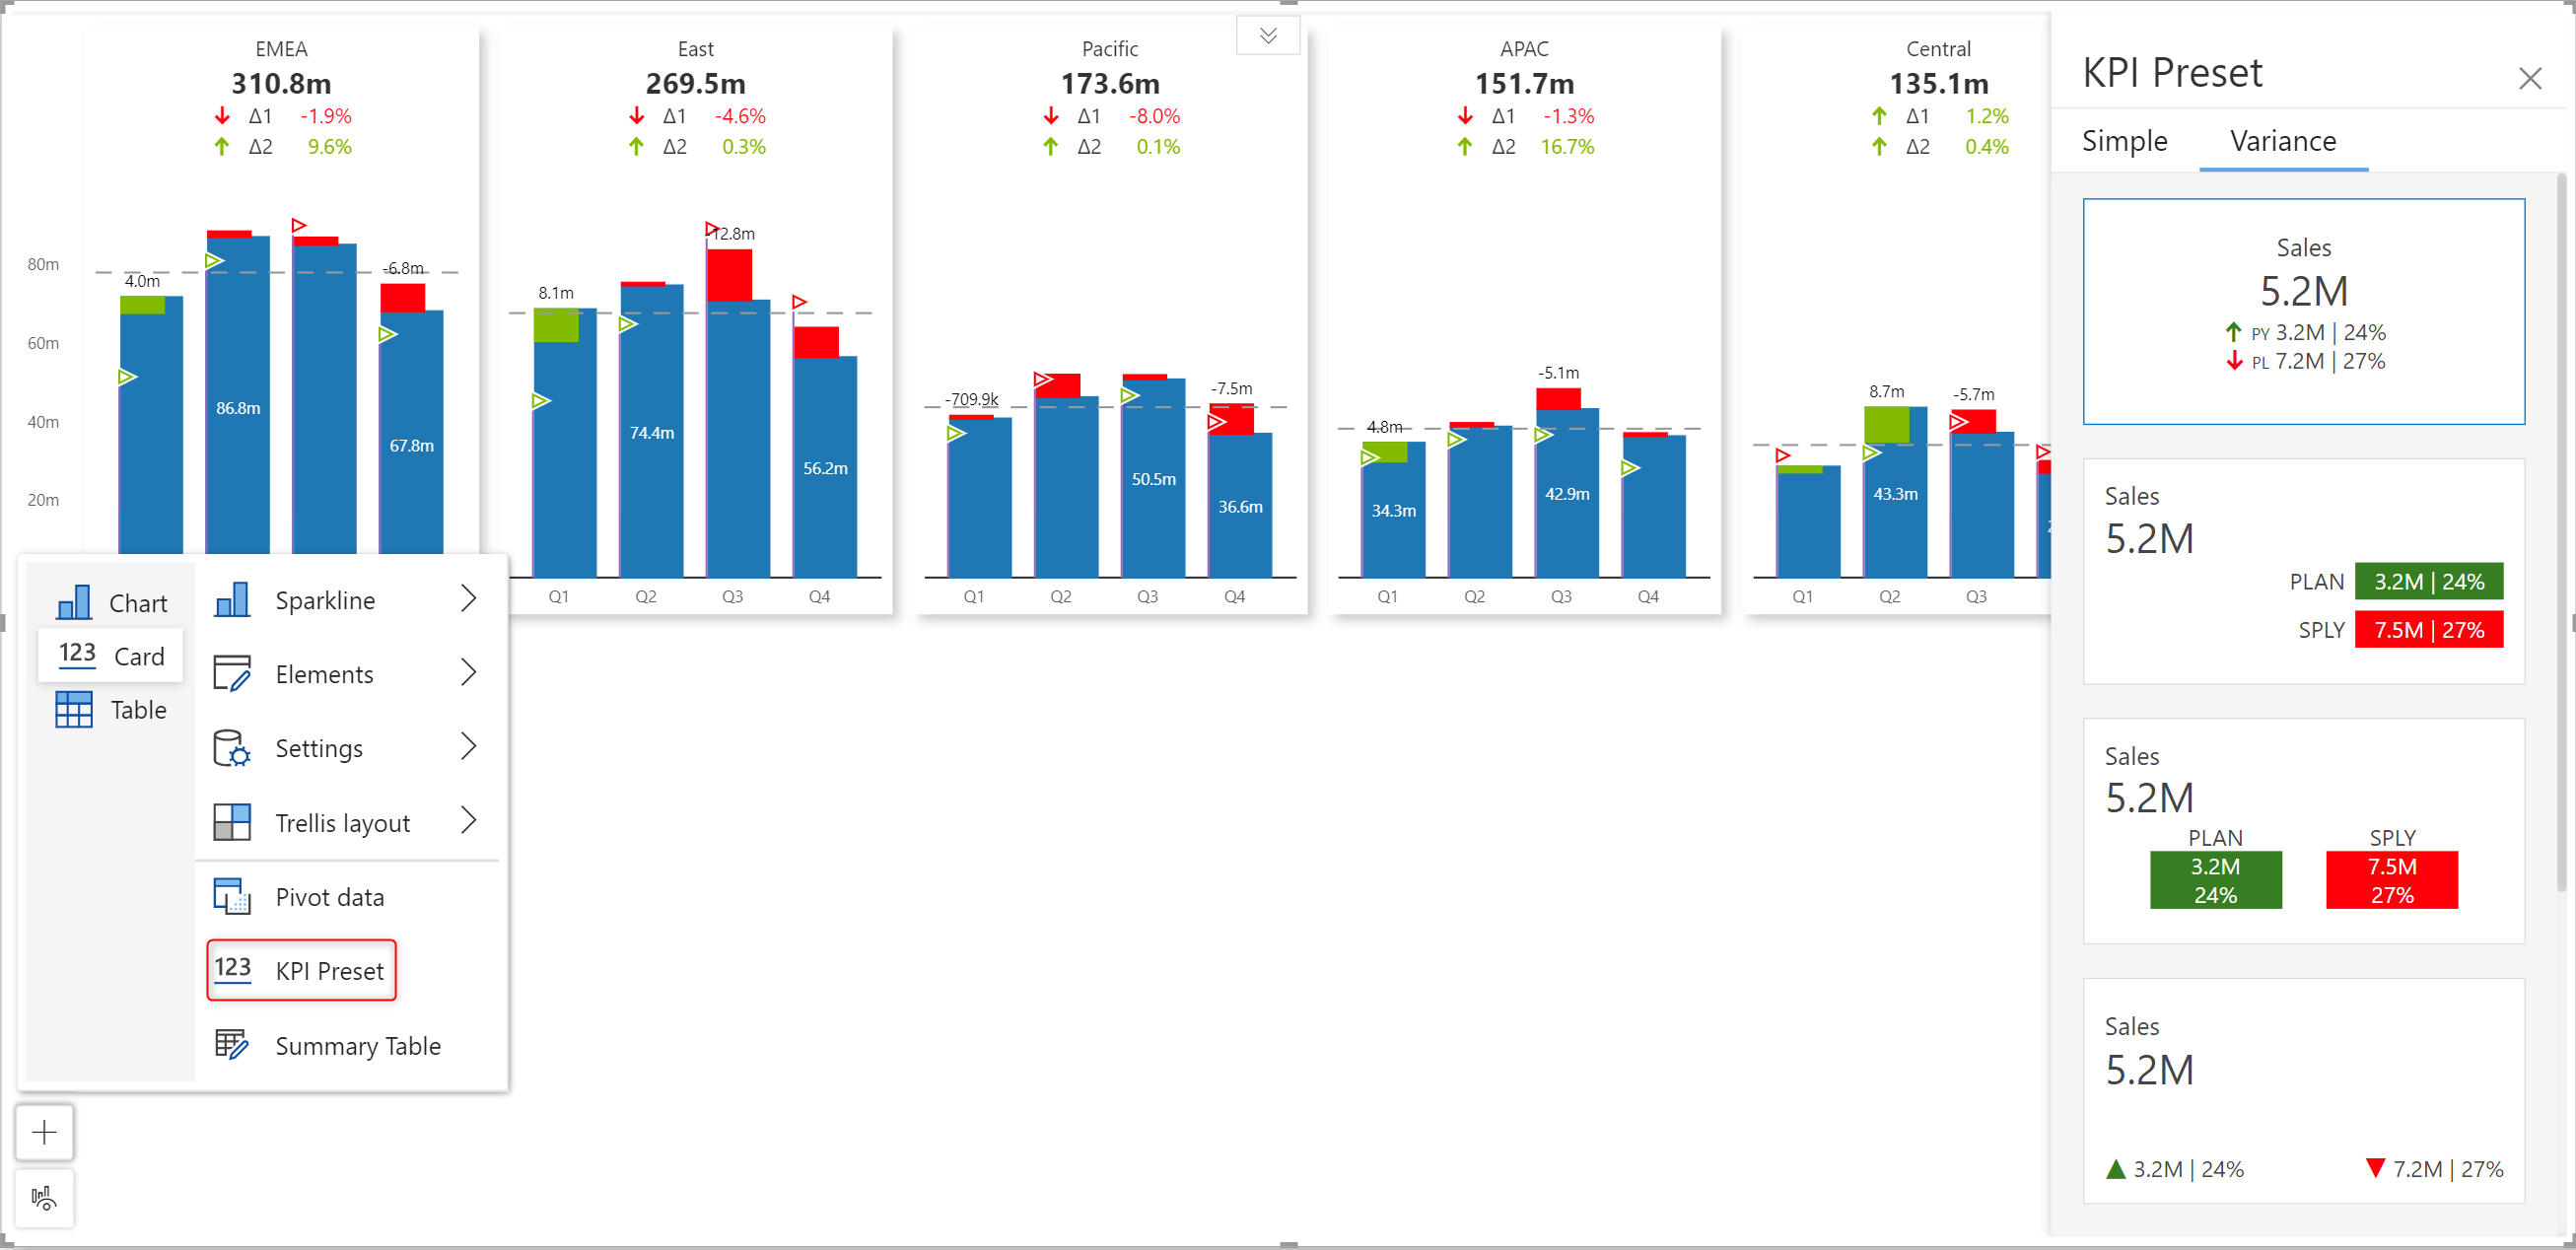 EMEA
310.8m
Δ1 -1.9%
Δ2 9.6%
East
269.5m
Δ1 -4.6%
Δ2 0.3%
Pacific
173.6m
Δ1 -8.0%
Δ2 0.1%
APAC
151.7m
Δ1 -1.3%
Δ2 16.7%
Central
135.1m
Δ1 1.2%
Δ2 0.4%
80m
60m
40m
20m
4.0m
-6.8m
86.8m
67.8m
8.1m
-12.8m
74.4m
56.2m
Q1 Q2 Q3 Q4
-709.9k
-7.5m
50.5m
36.6m
Q1 Q2 Q3 Q4
4.8m
-5.1m
34.3m
42.9m
Q1 Q2 Q3 Q4
8.7m
-5.7m
43.3m
Q1 Q2 Q3
Chart
123 Card
Table
Sparkline
Elements
Settings
Trellis layout
Pivot data
123 KPI Preset
Summary Table
KPI Preset
Simple Variance
Sales
5.2M
PY 3.2M | 24%
PL 7.2M | 27%
Sales
5.2M
PLAN 3.2M | 24%
SPLY 7.5M | 27%
Sales
5.2M
PLAN SPLY
3.2M 7.5M
24% 27%
Sales
5.2M
3.2M | 24% 7.2M | 27%